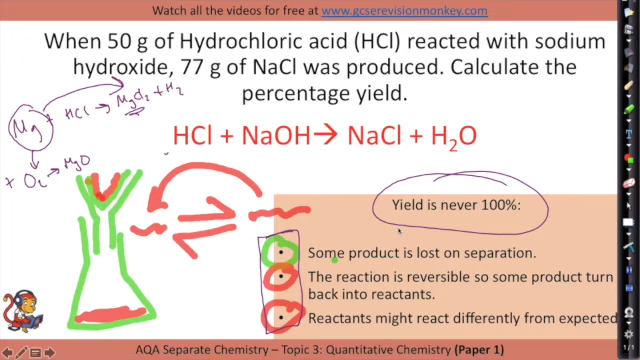 Watch all the videos for free at www.gcserevisionmonkey.com
When 50 g of Hydrochloric acid (HCl) reacted with sodium
hydroxide, 77 g of NaCl was produced. Calculate the
percentage yield.
Mg + HCl → MgCl2 + H2
+ O2 → MgO
HCl + NaOH→ NaCl + H₂O
Yield is never 100%:
• Some product is lost on separation.
• The reaction is reversible so some product turn
back into reactants.
• Reactants might react differently from expected
AQA Separate Chemistry – Topic 3: Quantitative Chemistry (Paper 1)
1/1